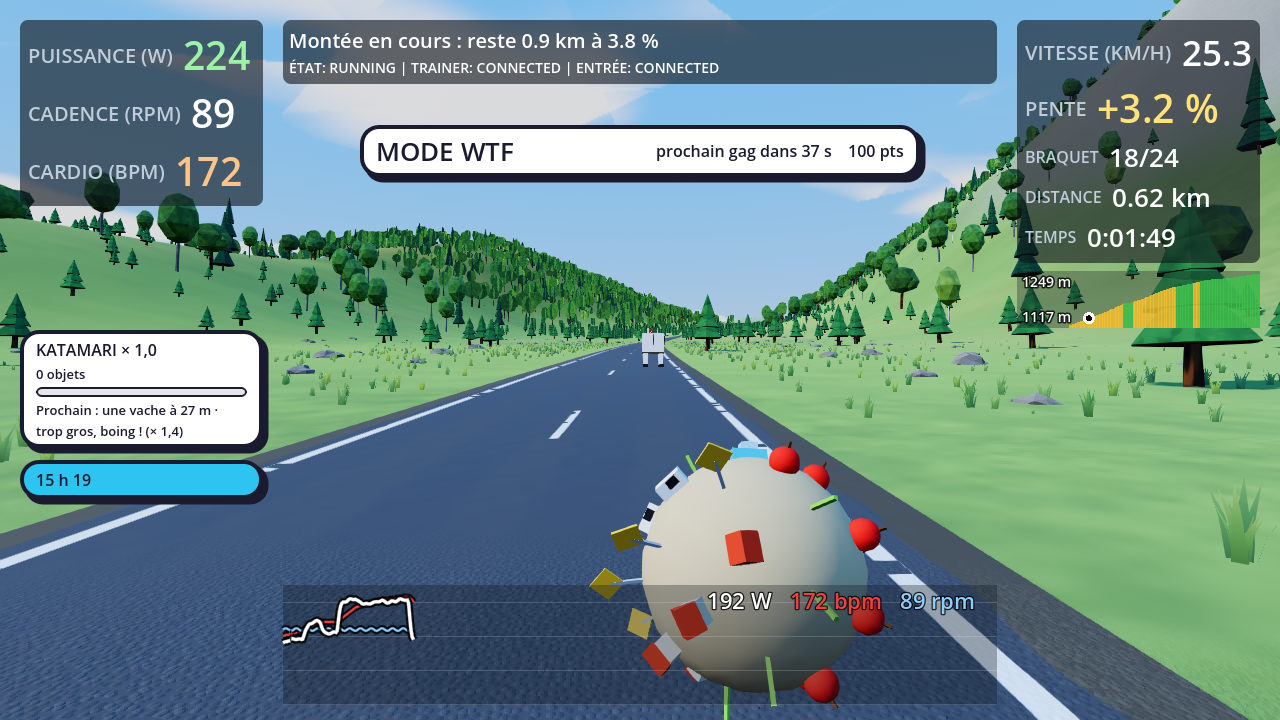 PUISSANCE (W) 224
CADENCE (RPM) 89
CARDIO (BPM) 172
Montée en cours : reste 0.9 km à 3.8 %
ÉTAT: RUNNING | TRAINER: CONNECTED | ENTRÉE: CONNECTED
MODE WTF prochain gag dans 37 s 100 pts
VITESSE (KM/H) 25.3
PENTE +3.2 %
BRAQUET 18/24
DISTANCE 0.62 km
TEMPS 0:01:49
1249 m
1117 m
KATAMARI × 1,0
0 objets
Prochain : une vache à 27 m ·
trop gros, boing ! (× 1,4)
15 h 19
192 W 172 bpm 89 rpm